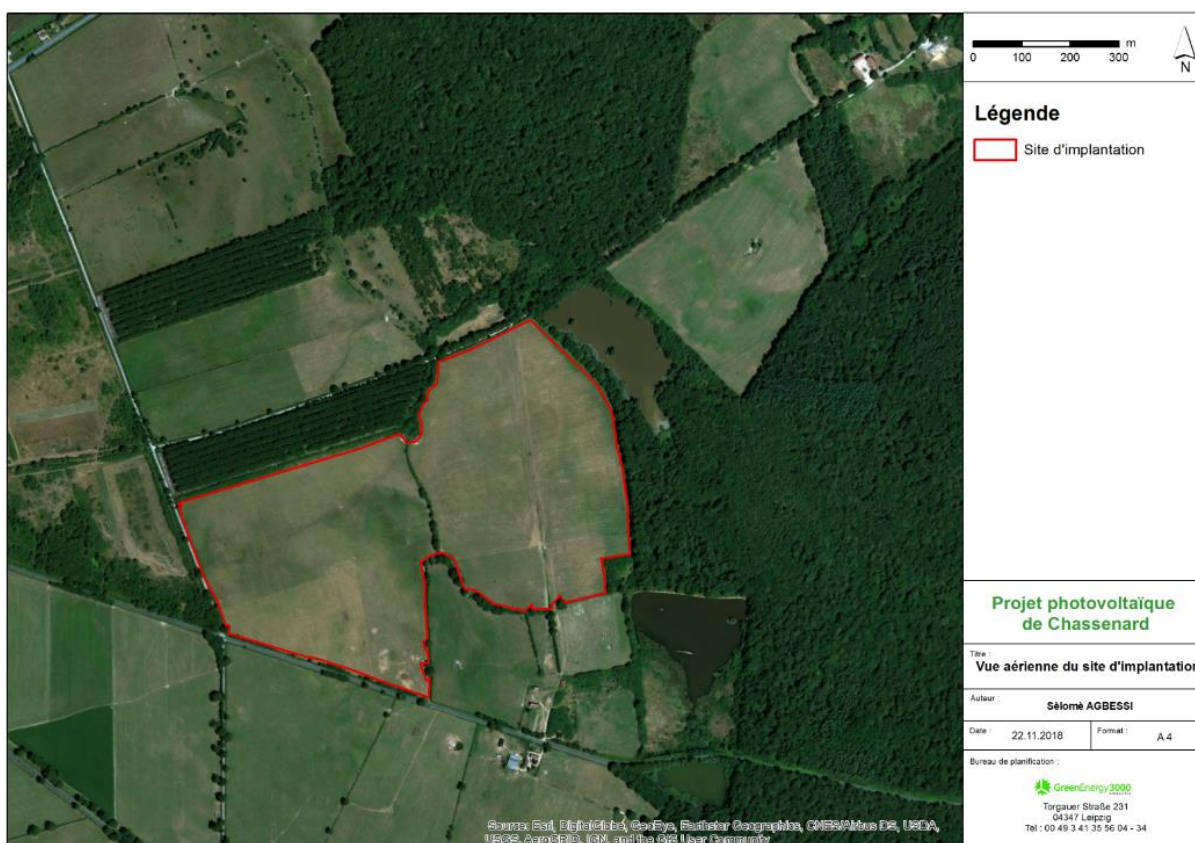 m
0 100 200 300
N
Légende
Site d'implantation
Projet photovoltaïque
de Chassenard
Titre :
Vue aérienne du site d'implantation
Auteur :
Sèlomè AGBESSI
Date :
22.11.2018
Format :
A 4
Bureau de planification :
GreenEnergy3000
Torgauer Straße 231
04347 Leipzig
Tel : 00 49 3 41 35 56 04 - 34
Source: Esri, DigitalGlobe, GeoEye, Earthstar Geographics, CNES/Airbus DS, USDA,
USGS, AeroGRID, IGN, and the GIS User Community